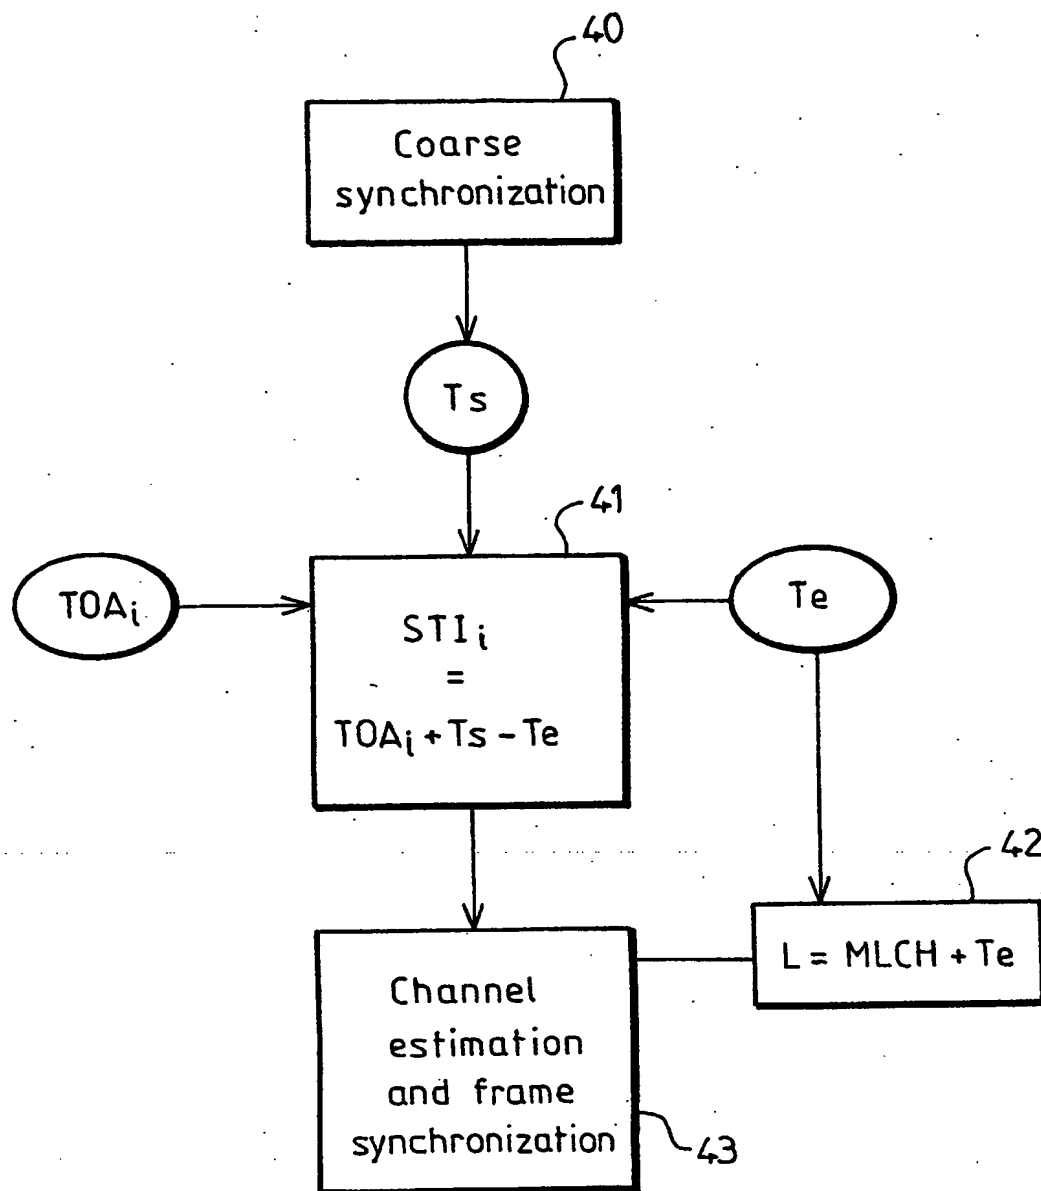 40
Coarse
synchronization
Ts
41
TOAi
STIi
=
TOAi + Ts - Te
Te
42
L = MLCH + Te
Channel
estimation
and frame
synchronization
43